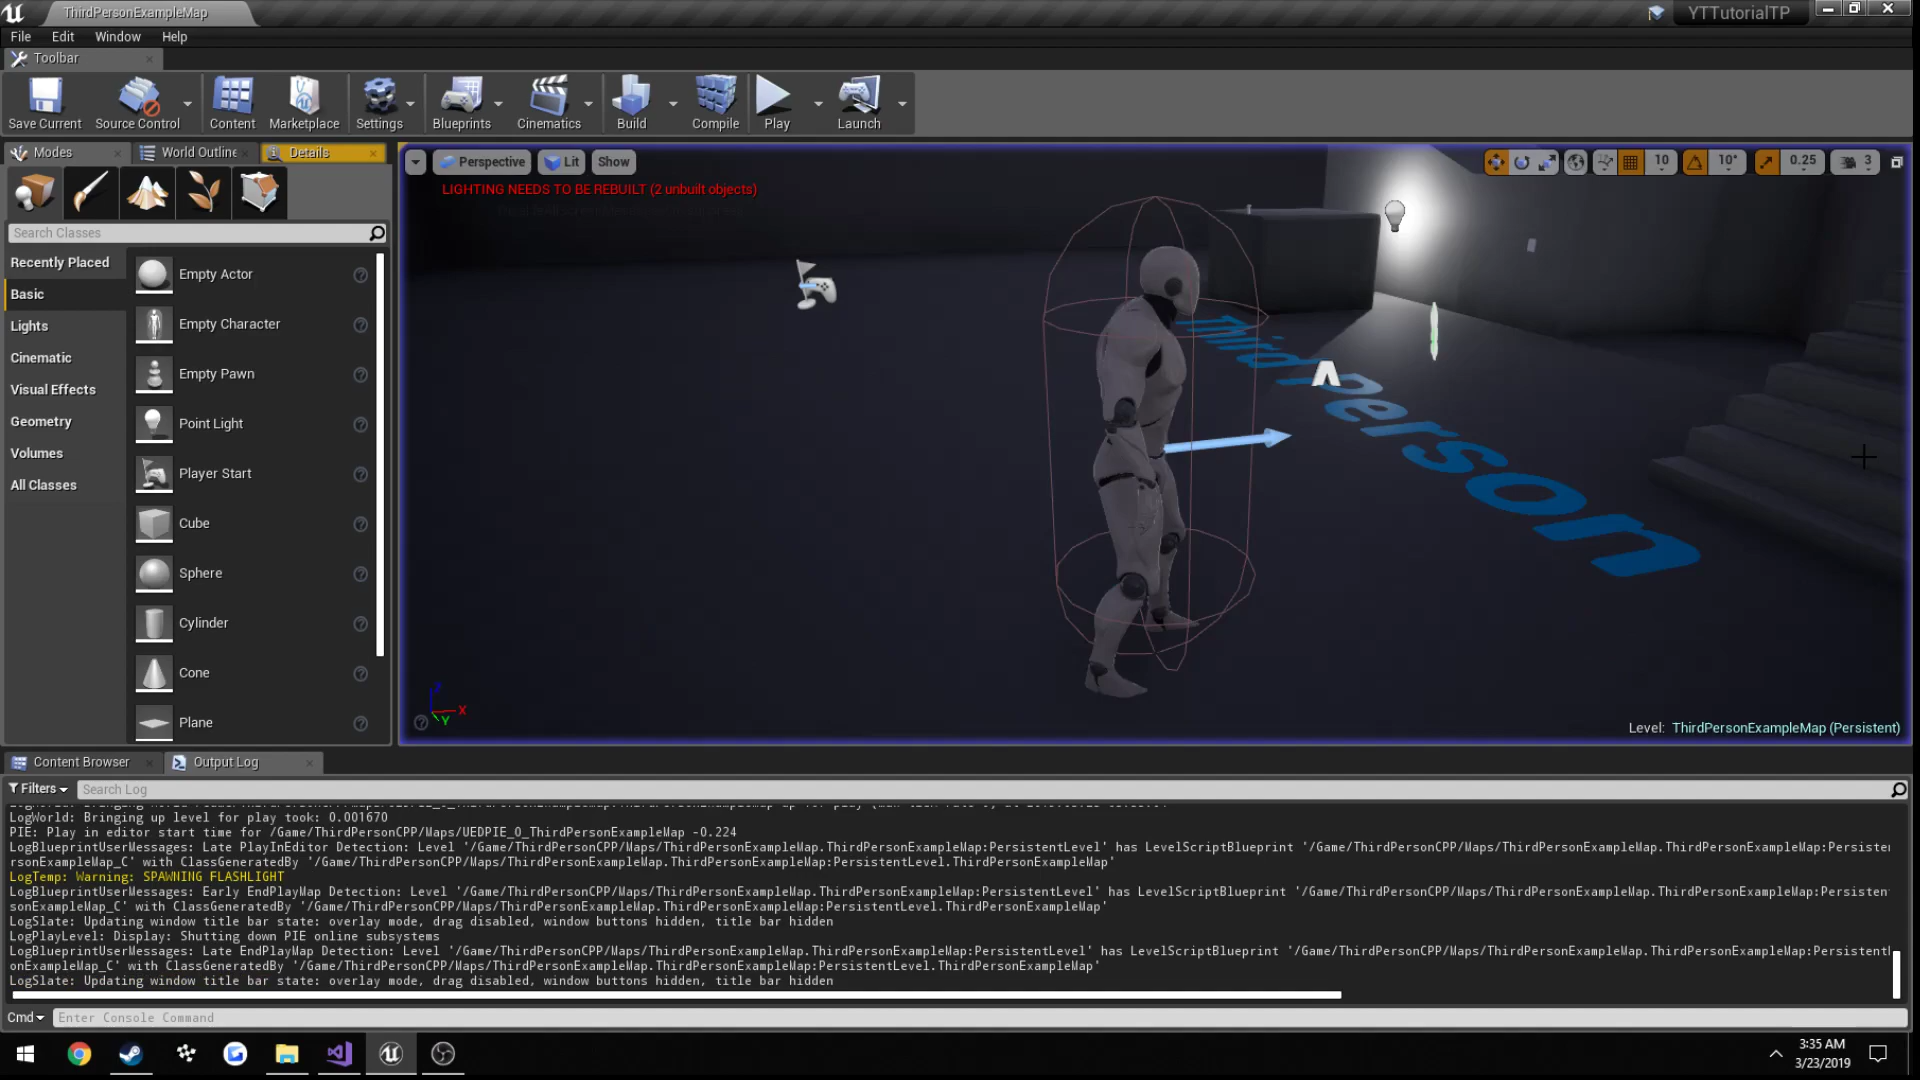 ThirdPersonExampleMap
YTTutorialTP
File Edit Window Help
Toolbar
Save Current Source Control Content Marketplace Settings Blueprints Cinematics Build Compile Play Launch
Modes World Outline Details
Perspective Lit Show
10 10° 0.25 3
LIGHTING NEEDS TO BE REBUILT (2 unbuilt objects)
Search Classes
Recently Placed
Basic
Lights
Cinematic
Visual Effects
Geometry
Volumes
All Classes
Empty Actor
Empty Character
Empty Pawn
Point Light
Player Start
Cube
Sphere
Cylinder
Cone
Plane
Third Person
Z
X
Y
Level: ThirdPersonExampleMap (Persistent)
Content Browser Output Log
Filters Search Log
LogWorld: Bringing up level for play took: 0.001670
PIE: Play in editor start time for /Game/ThirdPersonCPP/Maps/UEDPIE_0_ThirdPersonExampleMap -0.224
LogBlueprintUserMessages: Late PlayInEditor Detection: Level '/Game/ThirdPersonCPP/Maps/ThirdPersonExampleMap.ThirdPersonExampleMap:PersistentLevel' has LevelScriptBlueprint '/Game/ThirdPersonCPP/Maps/ThirdPersonExampleMap.ThirdPersonExampleMap:Persisten
rsonExampleMap_C' with ClassGeneratedBy '/Game/ThirdPersonCPP/Maps/ThirdPersonExampleMap.ThirdPersonExampleMap:PersistentLevel.ThirdPersonExampleMap'
LogTemp: Warning: SPAWNING FLASHLIGHT
LogBlueprintUserMessages: Early EndPlayMap Detection: Level '/Game/ThirdPersonCPP/Maps/ThirdPersonExampleMap.ThirdPersonExampleMap:PersistentLevel' has LevelScriptBlueprint '/Game/ThirdPersonCPP/Maps/ThirdPersonExampleMap.ThirdPersonExampleMap:Persisten
sonExampleMap_C' with ClassGeneratedBy '/Game/ThirdPersonCPP/Maps/ThirdPersonExampleMap.ThirdPersonExampleMap:PersistentLevel.ThirdPersonExampleMap'
LogSlate: Updating window title bar state: overlay mode, drag disabled, window buttons hidden, title bar hidden
LogPlayLevel: Display: Shutting down PIE online subsystems
LogBlueprintUserMessages: Late EndPlayMap Detection: Level '/Game/ThirdPersonCPP/Maps/ThirdPersonExampleMap.ThirdPersonExampleMap:PersistentLevel' has LevelScriptBlueprint '/Game/ThirdPersonCPP/Maps/ThirdPersonExampleMap.ThirdPersonExampleMap:Persistent
onExampleMap_C' with ClassGeneratedBy '/Game/ThirdPersonCPP/Maps/ThirdPersonExampleMap.ThirdPersonExampleMap:PersistentLevel.ThirdPersonExampleMap'
LogSlate: Updating window title bar state: overlay mode, drag disabled, window buttons hidden, title bar hidden
Cmd Enter Console Command
3:35 AM
3/23/2019